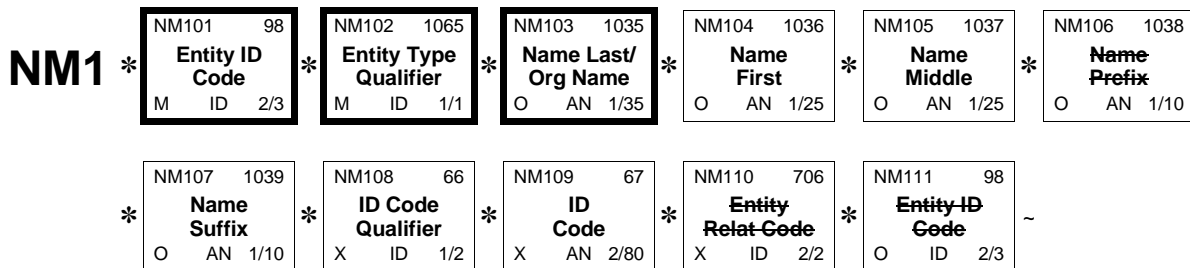 NM101 98 NM102 1065 NM103 1035 NM104 1036 NM105 1037 NM106 1038
NM1 * Entity ID * Entity Type * Name Last/ * Name * Name * Name
Code Qualifier Org Name First Middle Prefix
M ID 2/3 M ID 1/1 O AN 1/35 O AN 1/25 O AN 1/25 O AN 1/10
NM107 1039 NM108 66 NM109 67 NM110 706 NM111 98
* Name * ID Code * ID * Entity * Entity ID ~
Suffix Qualifier Code Relat Code Code
O AN 1/10 X ID 1/2 X AN 2/80 X ID 2/2 O ID 2/3